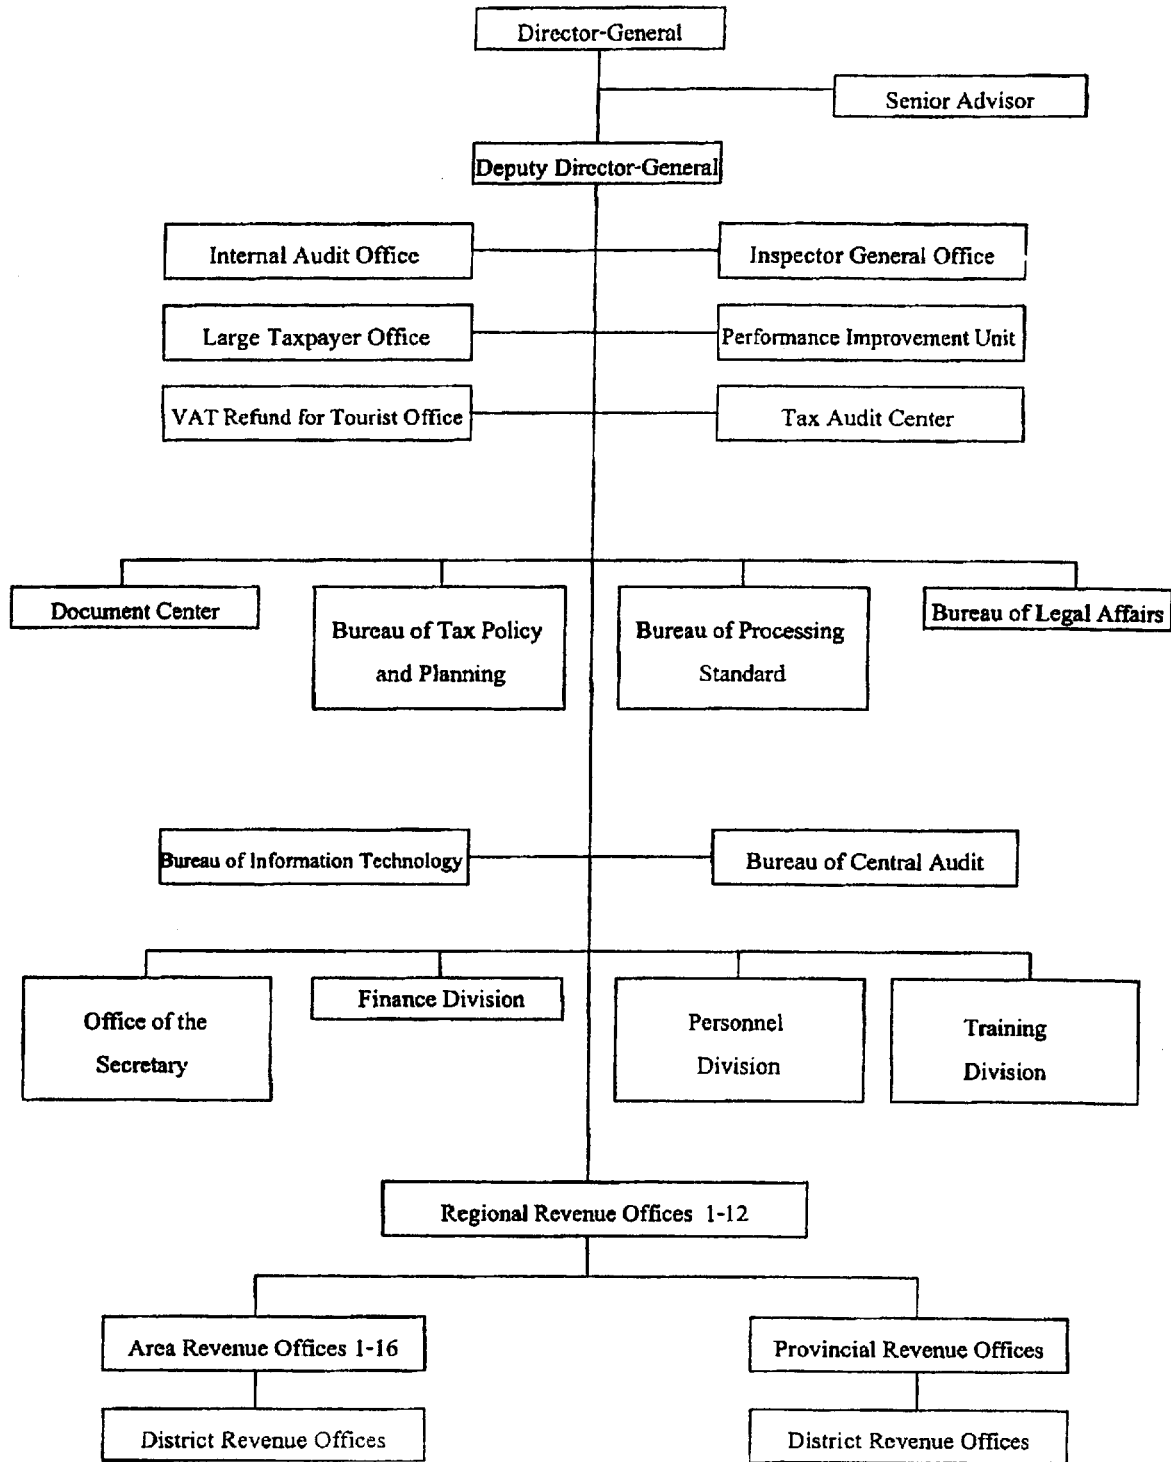 Director-General
Senior Advisor
Deputy Director-General
Internal Audit Office
Inspector General Office
Large Taxpayer Office
Performance Improvement Unit
VAT Refund for Tourist Office
Tax Audit Center
Document Center
Bureau of Tax Policy
and Planning
Bureau of Processing
Standard
Bureau of Legal Affairs
Bureau of Information Technology
Bureau of Central Audit
Office of the
Secretary
Finance Division
Personnel
Division
Training
Division
Regional Revenue Offices 1-12
Area Revenue Offices 1-16
Provincial Revenue Offices
District Revenue Offices
District Revenue Offices